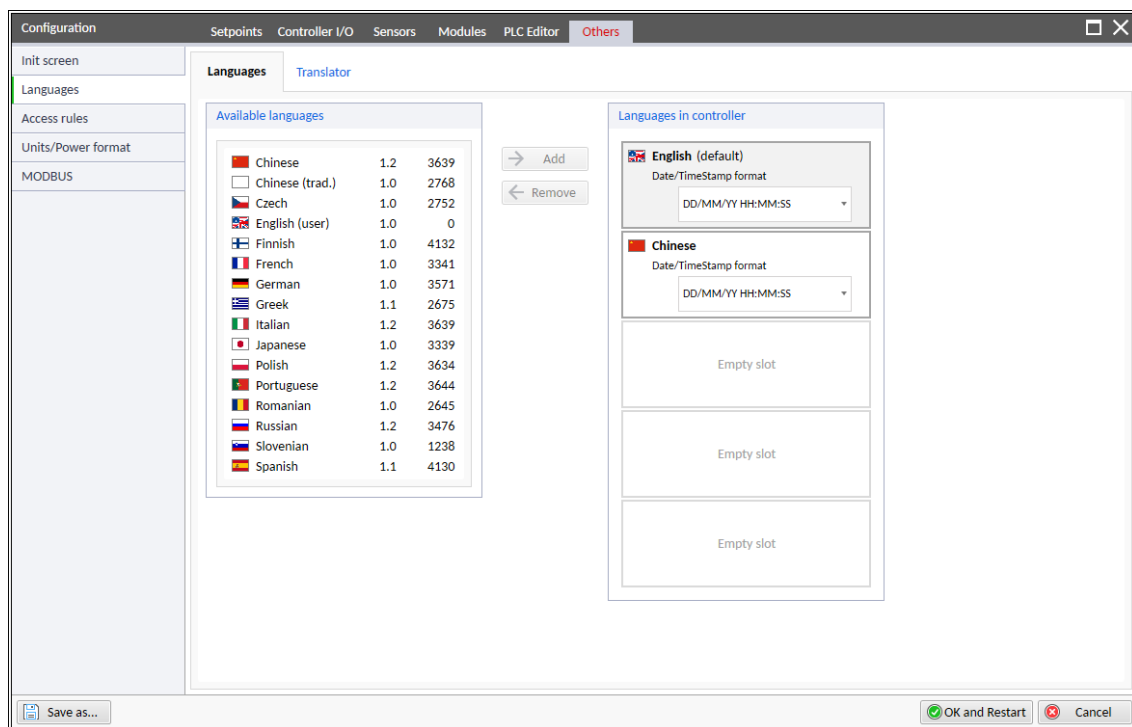 Configuration
Setpoints Controller I/O Sensors Modules PLC Editor Others
Init screen
Languages
Access rules
Units/Power format
MODBUS
Languages Translator
Available languages
Chinese 1.2 3639
Chinese (trad.) 1.0 2768
Czech 1.0 2752
English (user) 1.0 0
Finnish 1.0 4132
French 1.0 3341
German 1.0 3571
Greek 1.1 2675
Italian 1.2 3639
Japanese 1.0 3339
Polish 1.2 3634
Portuguese 1.2 3644
Romanian 1.0 2645
Russian 1.2 3476
Slovenian 1.0 1238
Spanish 1.1 4130
Add
Remove
Languages in controller
English (default)
Date/TimeStamp format
DD/MM/YY HH:MM:SS
Chinese
Date/TimeStamp format
DD/MM/YY HH:MM:SS
Empty slot
Empty slot
Empty slot
Save as... OK and Restart Cancel